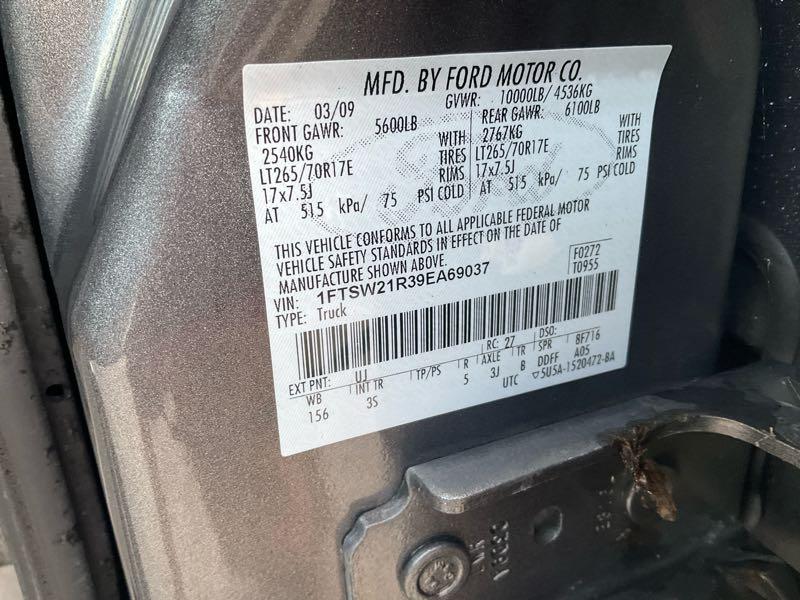 MFD. BY FORD MOTOR CO.
DATE: 03/09 GVWR: 10000LB/ 4536KG
FRONT GAWR: 5600LB REAR GAWR: 6100LB
2540KG WITH 2767KG WITH
LT265/70R17E TIRES LT265/70R17E TIRES
17x7.5J RIMS 17x7.5J RIMS
AT 515 kPa/ 75 PSI COLD AT 515 kPa/ 75 PSI COLD
THIS VEHICLE CONFORMS TO ALL APPLICABLE FEDERAL MOTOR
VEHICLE SAFETY STANDARDS IN EFFECT ON THE DATE OF
MANUFACTURE SHOWN ABOVE.
F0272
VIN: 1FTSW21R39EA69037 T0955
TYPE: Truck
EXT PNT: UJ RC: 27 DSO:
WB INT TR TP/PS R AXLE TR SPR 8F716
156 3S 5 3J B DDFF A05
UTC ▽5U5A-1520472-BA